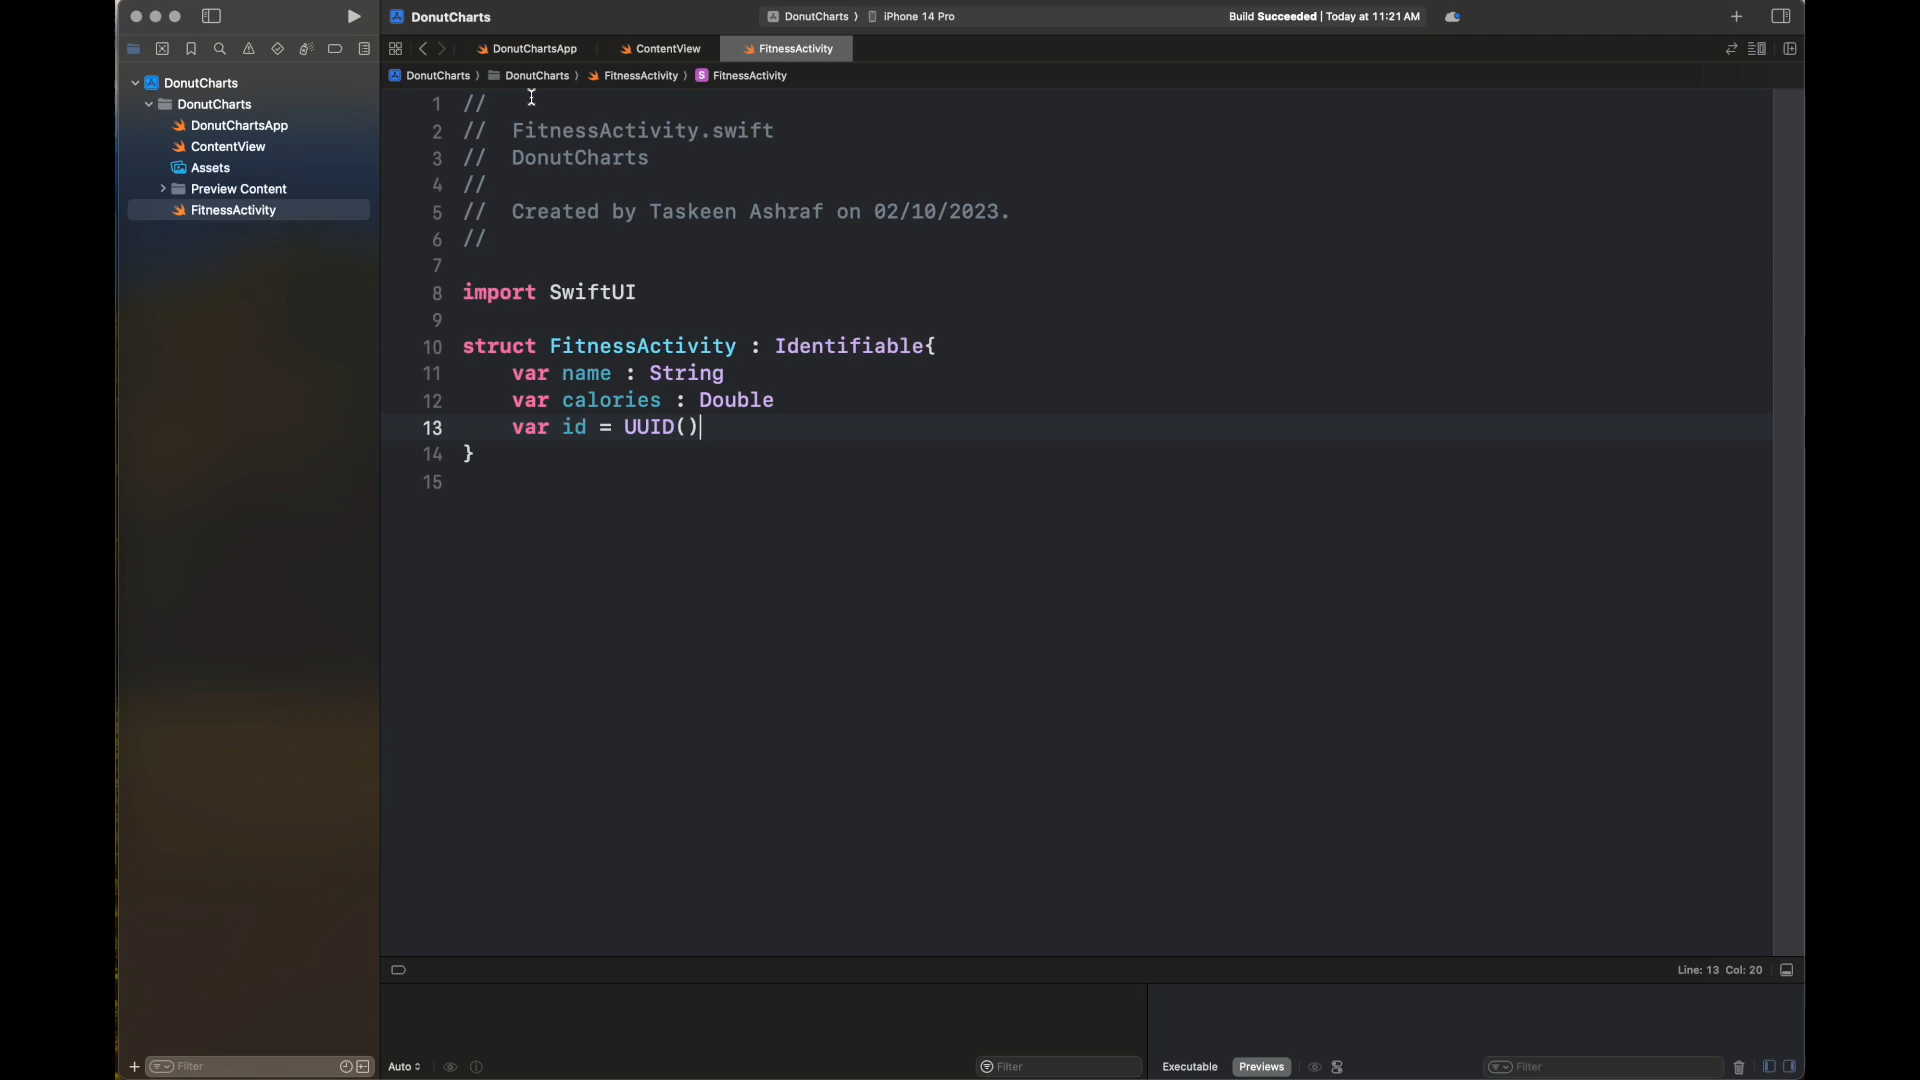 DonutCharts
DonutCharts ⟩ iPhone 14 Pro
Build Succeeded | Today at 11:21 AM
DonutChartsApp
ContentView
FitnessActivity
DonutCharts ⟩ DonutCharts ⟩ FitnessActivity ⟩ S FitnessActivity
DonutCharts
DonutCharts
DonutChartsApp
ContentView
Assets
Preview Content
FitnessActivity
1 //
2 //  FitnessActivity.swift
3 //  DonutCharts
4 //
5 //  Created by Taskeen Ashraf on 02/10/2023.
6 //
7
8 import SwiftUI
9
10 struct FitnessActivity : Identifiable{
11     var name : String
12     var calories : Double
13     var id = UUID()
14 }
15
Line: 13 Col: 20
Filter
Auto
Filter
Executable
Previews
Filter